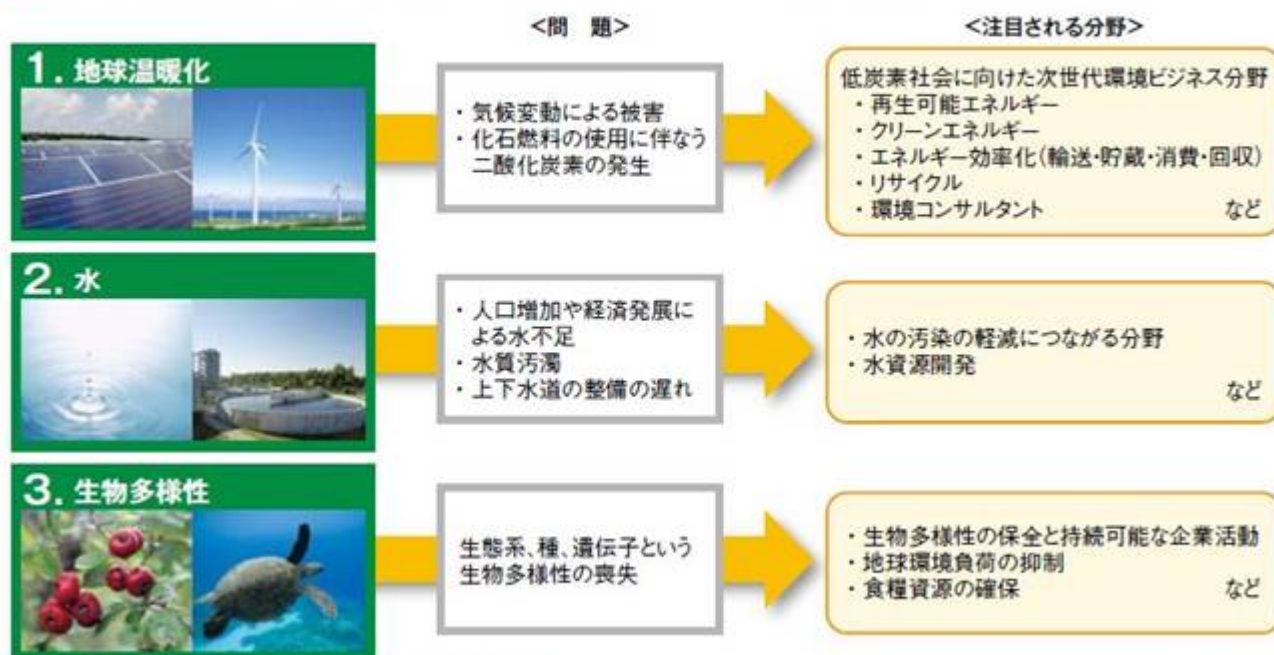 <問 題>
<注目される分野>
1. 地球温暖化
・気候変動による被害
・化石燃料の使用に伴なう
二酸化炭素の発生
低炭素社会に向けた次世代環境ビジネス分野
・再生可能エネルギー
・クリーンエネルギー
・エネルギー効率化(輸送・貯蔵・消費・回収)
・リサイクル
・環境コンサルタント など
2. 水
・人口増加や経済発展に
よる水不足
・水質汚濁
・上下水道の整備の遅れ
・水の汚染の軽減につながる分野
・水資源開発
など
3. 生物多様性
生態系、種、遺伝子という
生物多様性の喪失
・生物多様性の保全と持続可能な企業活動
・地球環境負荷の抑制
・食糧資源の確保 など